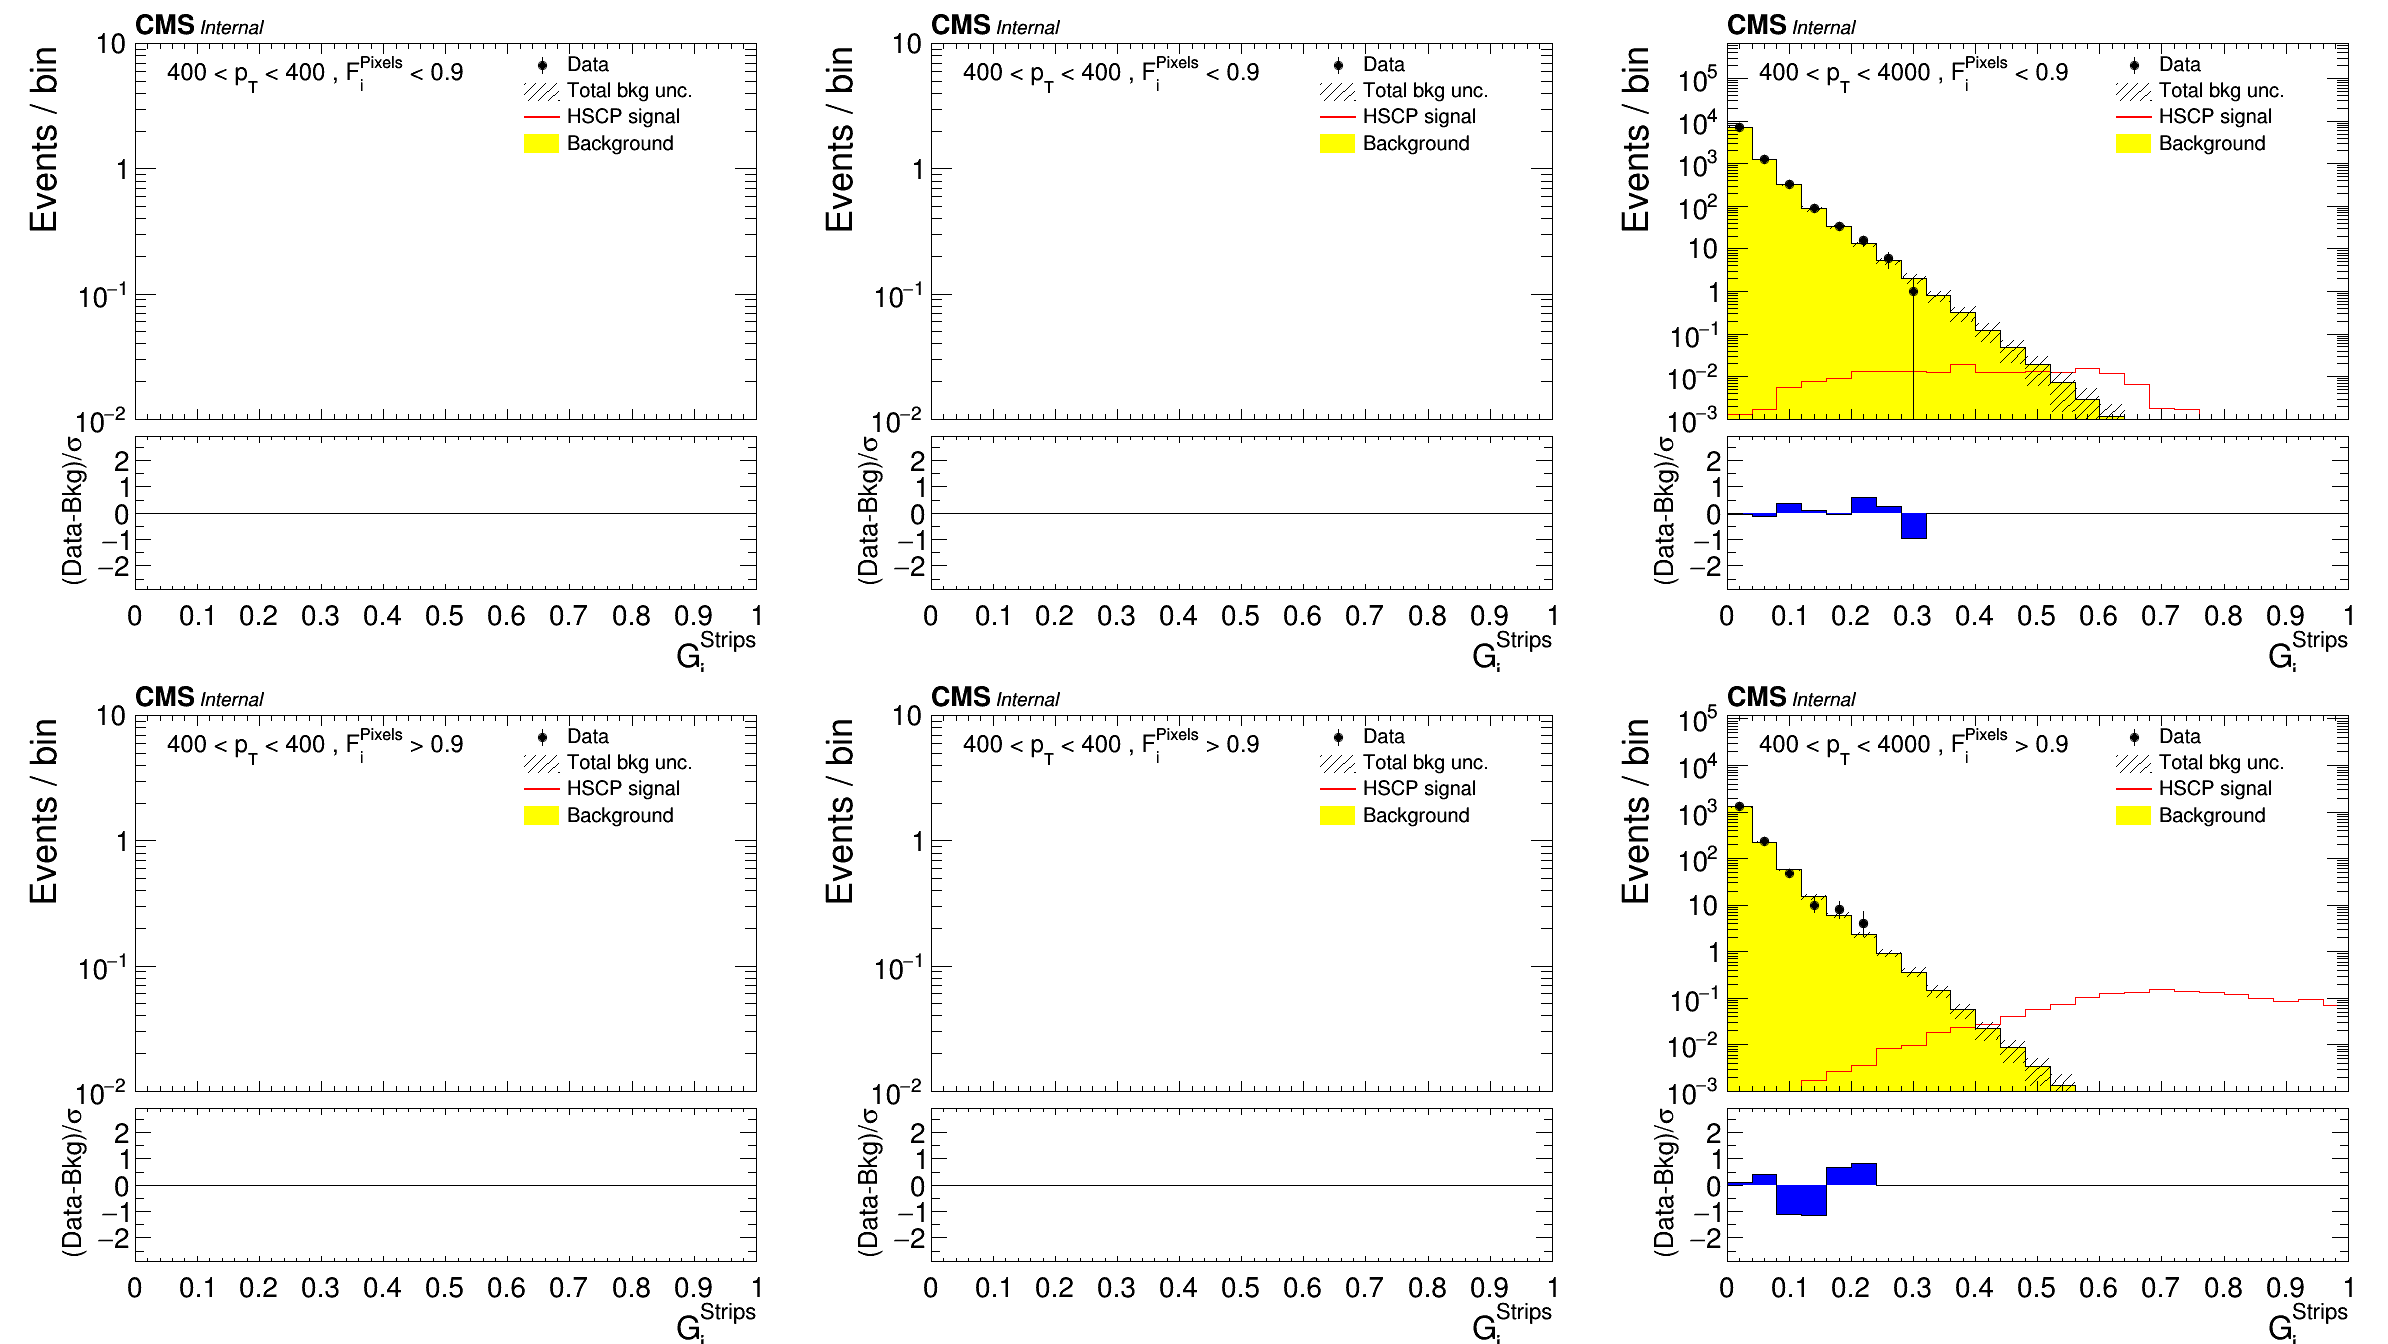 CMS Internal
Events / bin
10
1
10⁻¹
10⁻²
400 < p_T < 400 , F_i^Pixels < 0.9
Data
Total bkg unc.
HSCP signal
Background
(Data-Bkg)/σ
2
1
0
−1
−2
0 0.1 0.2 0.3 0.4 0.5 0.6 0.7 0.8 0.9 1
G_i^Strips
CMS Internal
Events / bin
10
1
10⁻¹
10⁻²
400 < p_T < 400 , F_i^Pixels < 0.9
Data
Total bkg unc.
HSCP signal
Background
(Data-Bkg)/σ
2
1
0
−1
−2
0 0.1 0.2 0.3 0.4 0.5 0.6 0.7 0.8 0.9 1
G_i^Strips
CMS Internal
Events / bin
10⁵
10⁴
10³
10²
10
1
10⁻¹
10⁻²
10⁻³
400 < p_T < 4000 , F_i^Pixels < 0.9
Data
Total bkg unc.
HSCP signal
Background
(Data-Bkg)/σ
2
1
0
−1
−2
0 0.1 0.2 0.3 0.4 0.5 0.6 0.7 0.8 0.9 1
G_i^Strips
CMS Internal
Events / bin
10
1
10⁻¹
10⁻²
400 < p_T < 400 , F_i^Pixels > 0.9
Data
Total bkg unc.
HSCP signal
Background
(Data-Bkg)/σ
2
1
0
−1
−2
0 0.1 0.2 0.3 0.4 0.5 0.6 0.7 0.8 0.9 1
G_i^Strips
CMS Internal
Events / bin
10
1
10⁻¹
10⁻²
400 < p_T < 400 , F_i^Pixels > 0.9
Data
Total bkg unc.
HSCP signal
Background
(Data-Bkg)/σ
2
1
0
−1
−2
0 0.1 0.2 0.3 0.4 0.5 0.6 0.7 0.8 0.9 1
G_i^Strips
CMS Internal
Events / bin
10⁵
10⁴
10³
10²
10
1
10⁻¹
10⁻²
10⁻³
400 < p_T < 4000 , F_i^Pixels > 0.9
Data
Total bkg unc.
HSCP signal
Background
(Data-Bkg)/σ
2
1
0
−1
−2
0 0.1 0.2 0.3 0.4 0.5 0.6 0.7 0.8 0.9 1
G_i^Strips